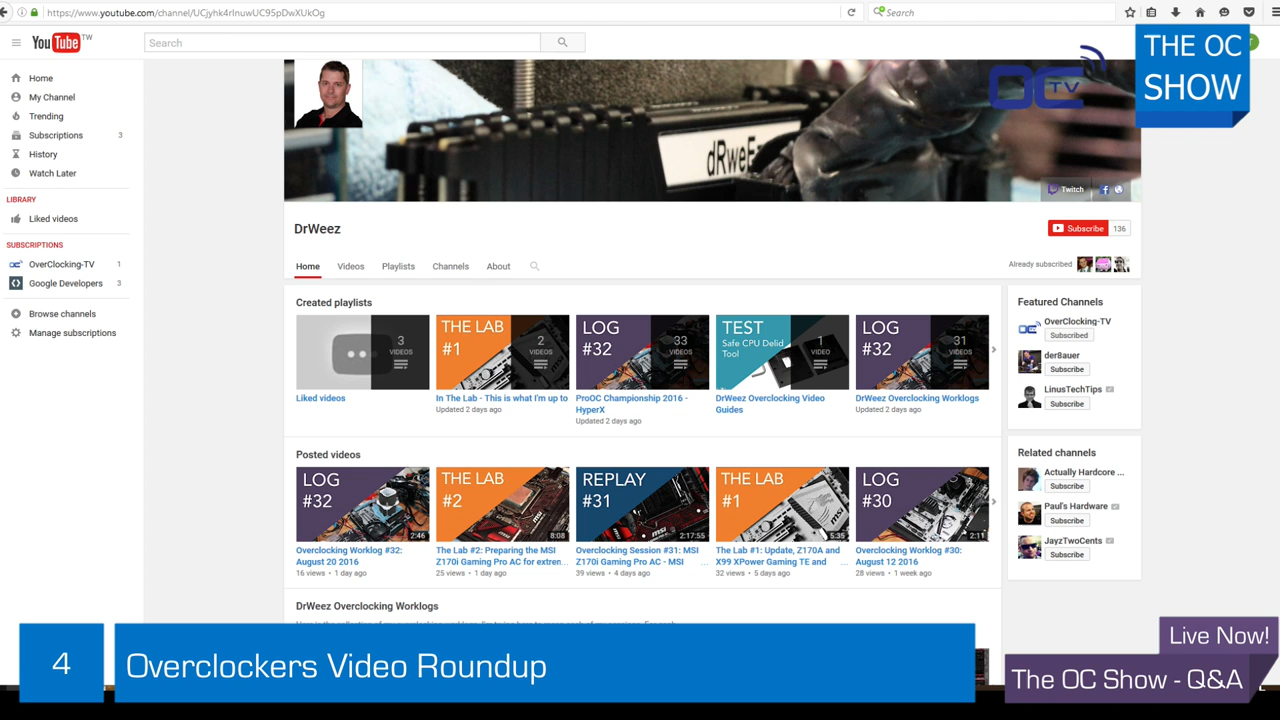 https://www.youtube.com/channel/UCjyhk4rInuwUC95pDwXUkOg
Search
YouTube TW
Search
THE OC
SHOW
OC TV
Home
My Channel
Trending
Subscriptions 3
History
Watch Later
LIBRARY
Liked videos
SUBSCRIPTIONS
OverClocking-TV 1
Google Developers 3
Browse channels
Manage subscriptions
Twitch
DrWeez
Subscribe 136
Home Videos Playlists Channels About
Already subscribed
Created playlists
3
VIDEOS
THE LAB
#1
2
VIDEOS
LOG
#32
33
VIDEOS
TEST
Safe CPU Delid
Tool
1
VIDEO
LOG
#32
31
VIDEOS
Liked videos
In The Lab - This is what I'm up to
Updated 2 days ago
ProOC Championship 2016 -
HyperX
Updated 2 days ago
DrWeez Overclocking Video
Guides
DrWeez Overclocking Worklogs
Updated 2 days ago
Posted videos
LOG
#32
2:46
THE LAB
#2
8:08
REPLAY
#31
2:17:55
THE LAB
#1
5:35
LOG
#30
2:11
Overclocking Worklog #32:
August 20 2016
16 views • 1 day ago
The Lab #2: Preparing the MSI
Z170i Gaming Pro AC for extren...
25 views • 1 day ago
Overclocking Session #31: MSI
Z170i Gaming Pro AC - MSI ...
39 views • 4 days ago
The Lab #1: Update, Z170A and
X99 XPower Gaming TE and ...
32 views • 5 days ago
Overclocking Worklog #30:
August 12 2016
28 views • 1 week ago
DrWeez Overclocking Worklogs
Featured Channels
OverClocking-TV
Subscribed
der8auer
Subscribe
LinusTechTips
Subscribe
Related channels
Actually Hardcore ...
Subscribe
Paul's Hardware
Subscribe
JayzTwoCents
Subscribe
4
Overclockers Video Roundup
Live Now!
The OC Show - Q&A